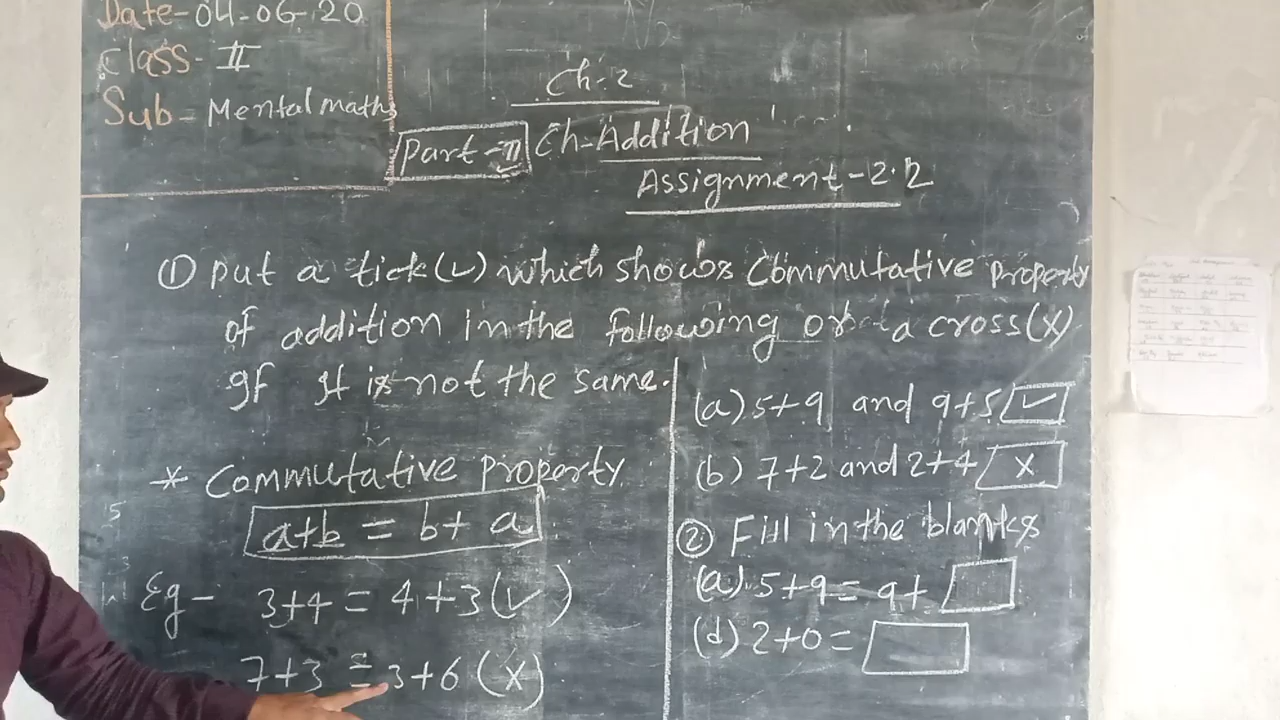 Date-04-06-20
Class-II
Sub-Mental maths
Ch-2
Part-II Ch-Addition
Assignment-2.2
① put a tick(✓) which shows Commutative property
of addition in the following or a cross(x)
If It is not the same.
* Commutative property
a+b = b+ a
Eg- 3+4 = 4+3(✓)
7+3 = 3+6 (x)
(a) 5+9 and 9+5 ✓
(b) 7+2 and 2+4 x
② Fill in the blanks
(a) 5+9= 9+
(d) 2+0=